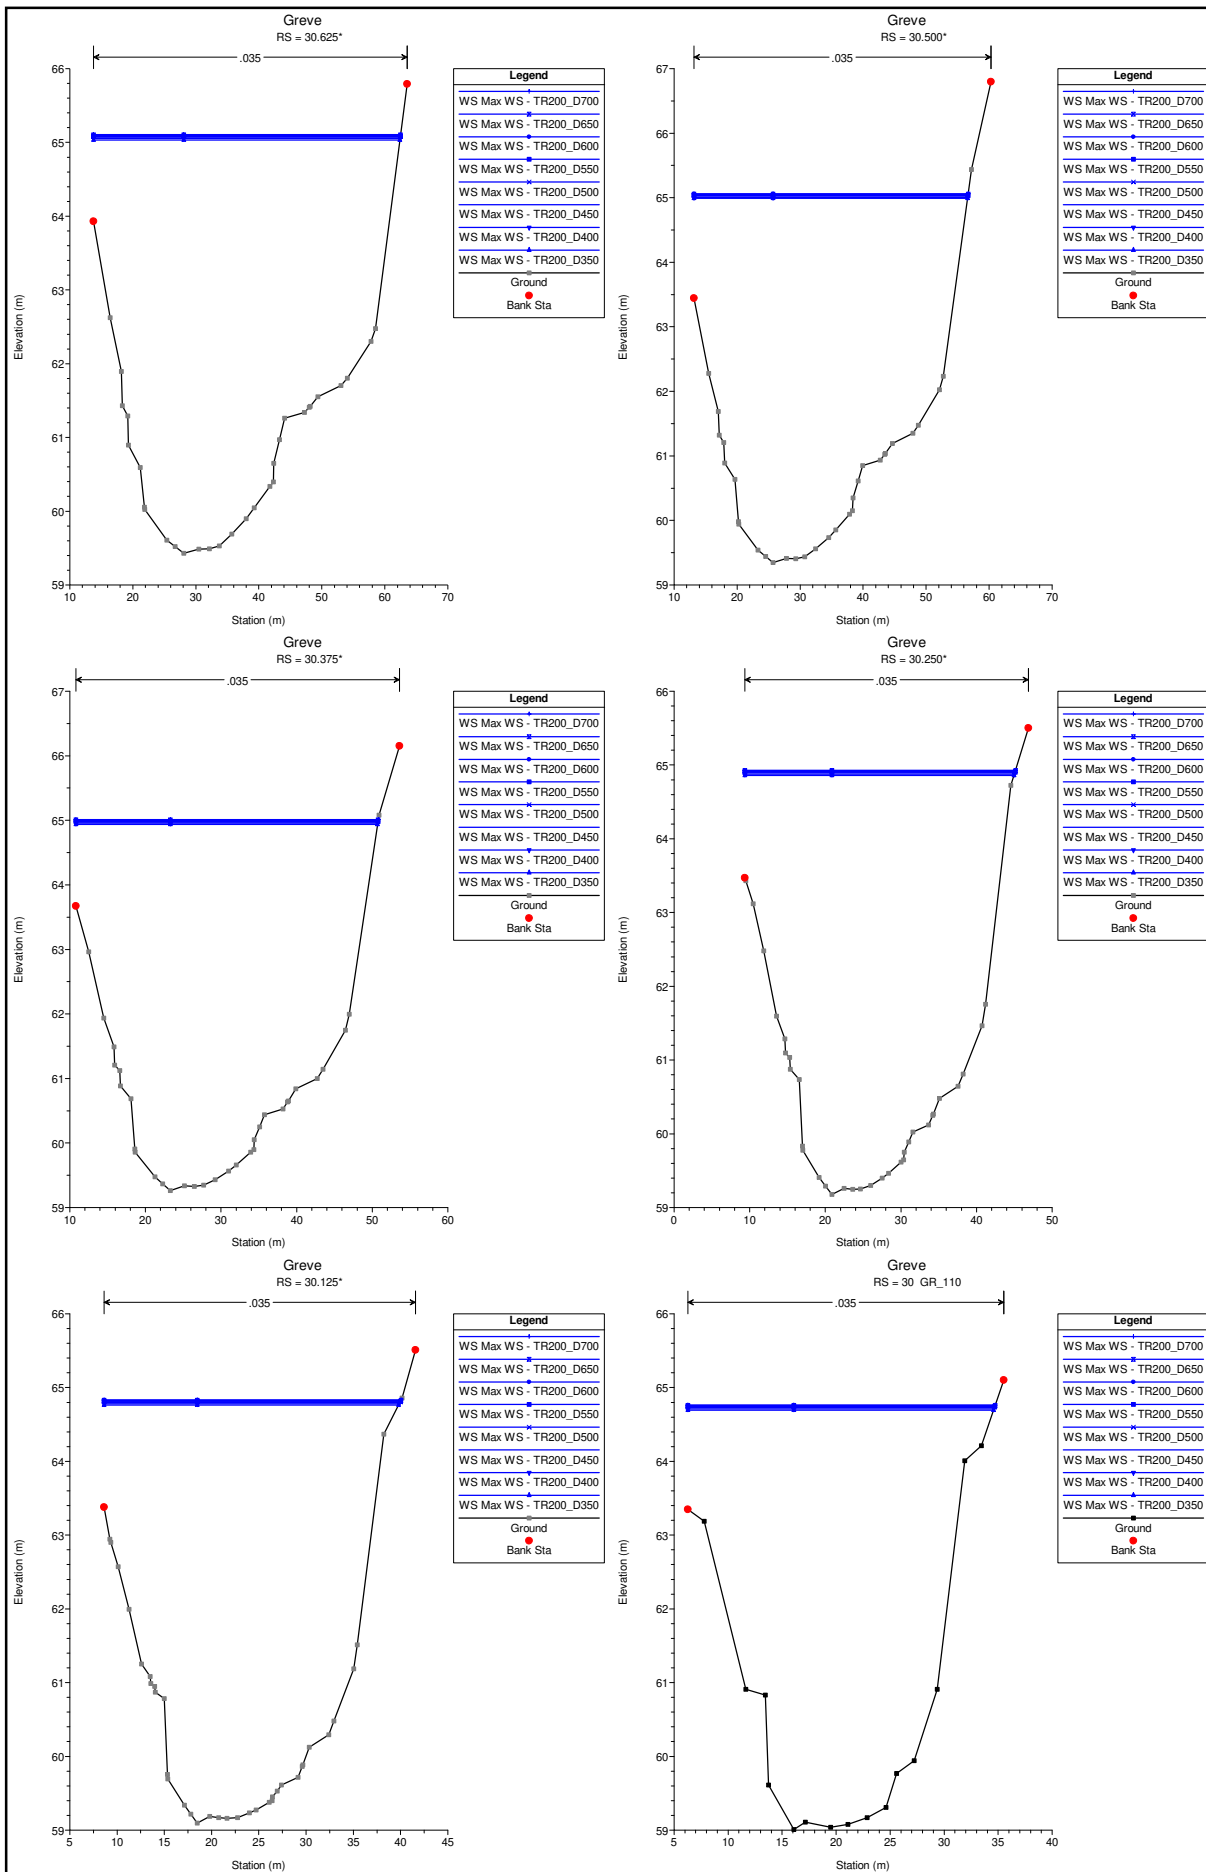 Greve
RS = 30.625*
.035
66
65
64
63
62
61
60
59
10 20 30 40 50 60 70
Elevation (m)
Station (m)
Legend
WS Max WS - TR200_D700
WS Max WS - TR200_D650
WS Max WS - TR200_D600
WS Max WS - TR200_D550
WS Max WS - TR200_D500
WS Max WS - TR200_D450
WS Max WS - TR200_D400
WS Max WS - TR200_D350
Ground
Bank Sta
Greve
RS = 30.500*
.035
67
66
65
64
63
62
61
60
59
10 20 30 40 50 60 70
Elevation (m)
Station (m)
Legend
WS Max WS - TR200_D700
WS Max WS - TR200_D650
WS Max WS - TR200_D600
WS Max WS - TR200_D550
WS Max WS - TR200_D500
WS Max WS - TR200_D450
WS Max WS - TR200_D400
WS Max WS - TR200_D350
Ground
Bank Sta
Greve
RS = 30.375*
.035
67
66
65
64
63
62
61
60
59
10 20 30 40 50 60
Elevation (m)
Station (m)
Legend
WS Max WS - TR200_D700
WS Max WS - TR200_D650
WS Max WS - TR200_D600
WS Max WS - TR200_D550
WS Max WS - TR200_D500
WS Max WS - TR200_D450
WS Max WS - TR200_D400
WS Max WS - TR200_D350
Ground
Bank Sta
Greve
RS = 30.250*
.035
66
65
64
63
62
61
60
59
0 10 20 30 40 50
Elevation (m)
Station (m)
Legend
WS Max WS - TR200_D700
WS Max WS - TR200_D650
WS Max WS - TR200_D600
WS Max WS - TR200_D550
WS Max WS - TR200_D500
WS Max WS - TR200_D450
WS Max WS - TR200_D400
WS Max WS - TR200_D350
Ground
Bank Sta
Greve
RS = 30.125*
.035
66
65
64
63
62
61
60
59
5 10 15 20 25 30 35 40 45
Elevation (m)
Station (m)
Legend
WS Max WS - TR200_D700
WS Max WS - TR200_D650
WS Max WS - TR200_D600
WS Max WS - TR200_D550
WS Max WS - TR200_D500
WS Max WS - TR200_D450
WS Max WS - TR200_D400
WS Max WS - TR200_D350
Ground
Bank Sta
Greve
RS = 30 GR_110
.035
66
65
64
63
62
61
60
59
5 10 15 20 25 30 35 40
Elevation (m)
Station (m)
Legend
WS Max WS - TR200_D700
WS Max WS - TR200_D650
WS Max WS - TR200_D600
WS Max WS - TR200_D550
WS Max WS - TR200_D500
WS Max WS - TR200_D450
WS Max WS - TR200_D400
WS Max WS - TR200_D350
Ground
Bank Sta